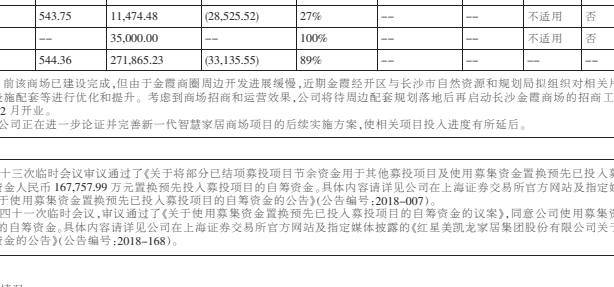 543.75 11,474.48 (28,525.52) 27% —— —— 不适用 否
—— 35,000.00 —— 100% —— —— 不适用 否
544.36 271,865.23 (33,135.55) 89% —— —— —— ——
前该商场已建设完成,但由于金霞商圈周边开发进展缓慢,近期金霞经开区与长沙市自然资源和规划局拟组织对相关片
设施配套等进行优化和提升。考虑到商场招商和运营效果,公司将待周边配套规划落地后再启动长沙金霞商场的招商工
2月开业。
公司正在进一步论证并完善新一代智慧家居商场项目的后续实施方案,使相关项目投入进度有所延后。
十三次临时会议审议通过了《关于将部分已结项募投项目节余资金用于其他募投项目及使用募集资金置换预先已投入募
资金人民币167,757.99万元置换预先投入募投项目的自筹资金。具体内容请详见公司在上海证券交易所官方网站及指定媒
于使用募集资金置换预先已投入募投项目的自筹资金的公告》(公告编号:2018-007)。
四十一次临时会议,审议通过了《关于使用募集资金置换预先已投入募投项目的自筹资金的议案》,同意公司使用募集资
的自筹资金。具体内容请详见公司在上海证券交易所官方网站及指定媒体披露的《红星美凯龙家居集团股份有限公司关于
资金的公告》(公告编号:2018-168)。